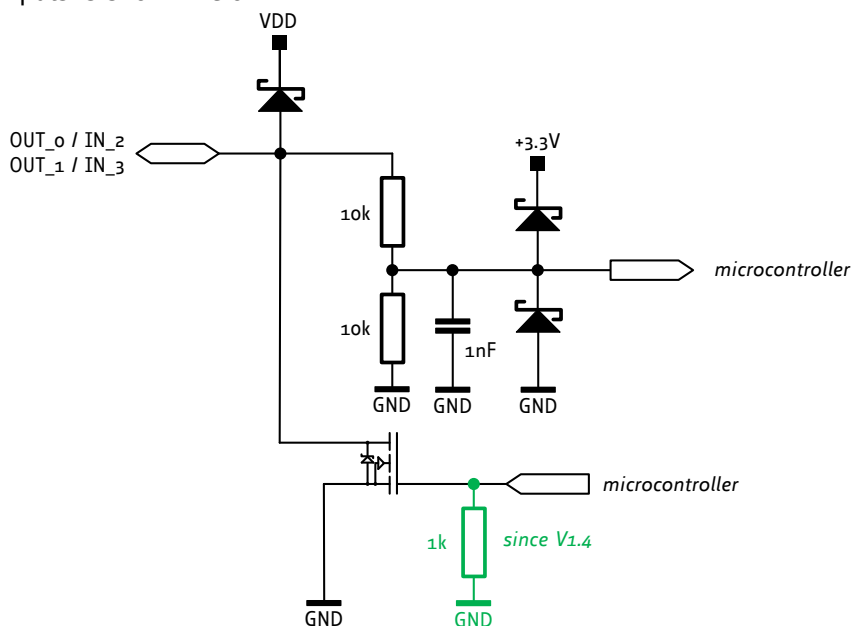 VDD
OUT_0 / IN_2
OUT_1 / IN_3
+3.3V
10k
microcontroller
10k
1nF
GND
GND
GND
microcontroller
1k
since V1.4
GND
GND